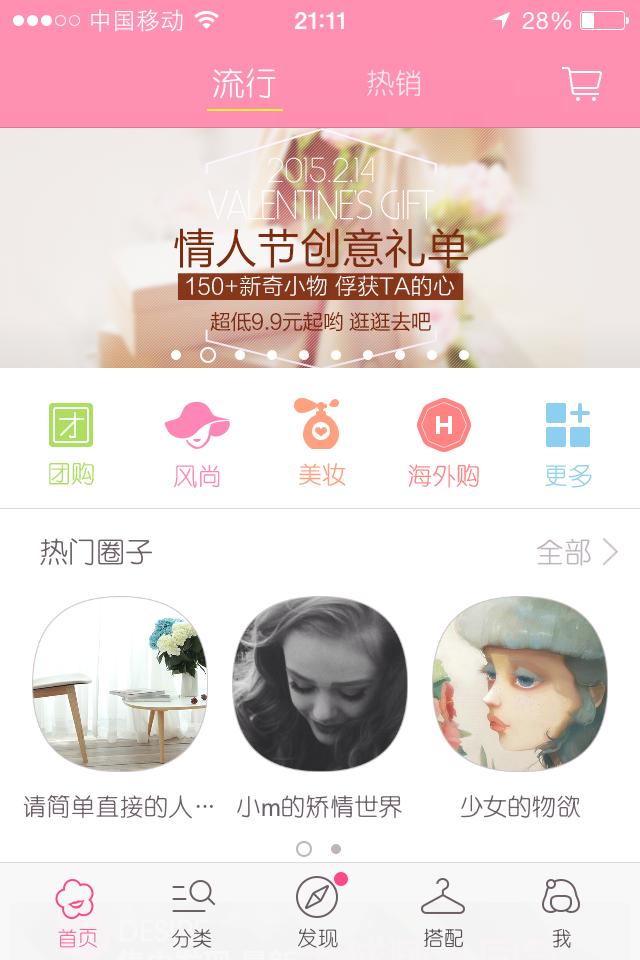 中国移动 21:11 28%
流行 热销
2015.2.14
VALENTINE'S GIFT
情人节创意礼单
150+新奇小物 俘获TA的心
超低9.9元起哟 逛逛去吧
团
H
团购 风尚 美妆 海外购 更多
热门圈子 全部
请简单直接的人… 小m的矫情世界 少女的物欲
首页 分类 发现 搭配 我